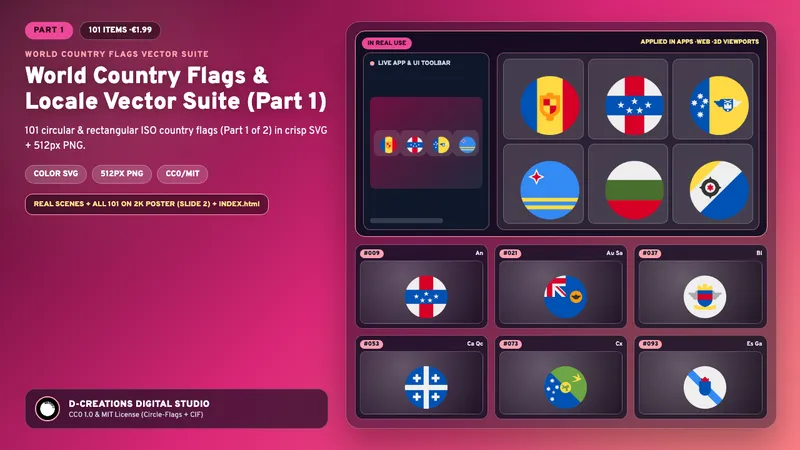 PART 1
101 ITEMS · €1.99
WORLD COUNTRY FLAGS VECTOR SUITE
World Country Flags &
Locale Vector Suite (Part 1)
101 circular & rectangular ISO country flags (Part 1 of 2) in crisp SVG
+ 512px PNG.
COLOR SVG
512PX PNG
CC0/MIT
REAL SCENES + ALL 101 ON 2K POSTER (SLIDE 2) + INDEX.html
D-CREATIONS DIGITAL STUDIO
CC0 1.0 & MIT License (Circle-Flags + CIF)
IN REAL USE
APPLIED IN APPS · WEB · 3D VIEWPORTS
LIVE APP & UI TOOLBAR
#009
An
#021
Au Sa
#037
Bl
#053
Ca Qc
#073
Cx
#093
Es Ga